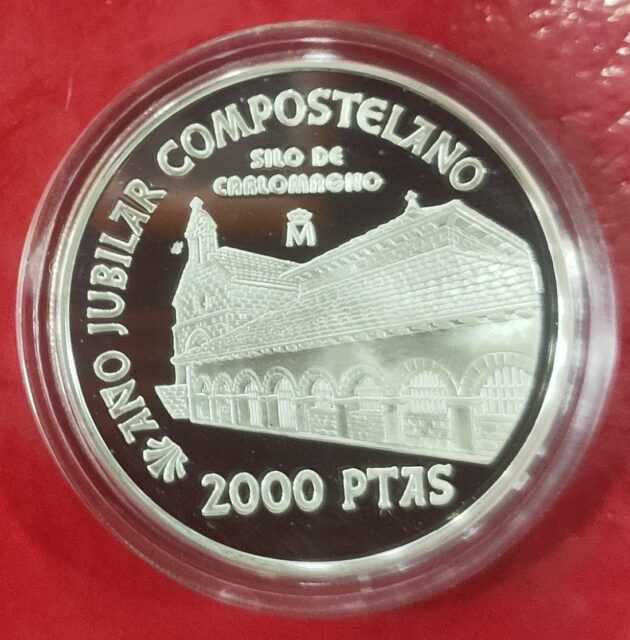 AÑO JUBILAR COMPOSTELANO
SILO DE
CARLOMAGNO
M
2000 PTAS